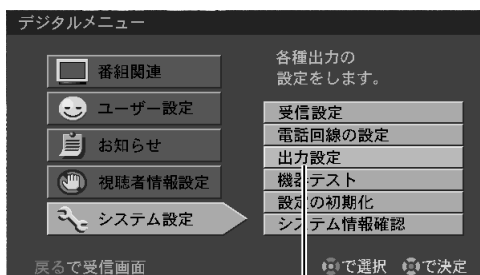 デジタルメニュー
番組関連
ユーザー設定
お知らせ
視聴者情報設定
システム設定
各種出力の
設定をします。
受信設定
電話回線の設定
出力設定
機器テスト
設定の初期化
システム情報確認
戻るで受信画面
で選択
で決定